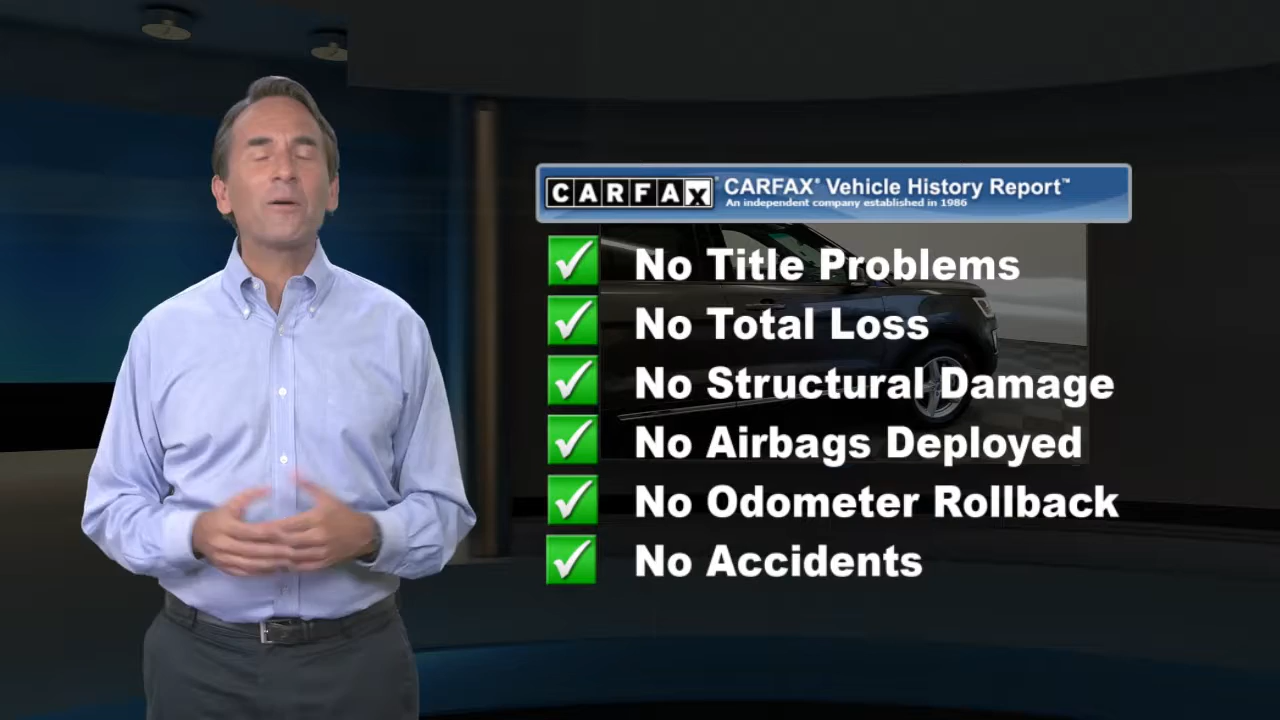 CARFAX CARFAX® Vehicle History Report™
An independent company established in 1986
No Title Problems
No Total Loss
No Structural Damage
No Airbags Deployed
No Odometer Rollback
No Accidents